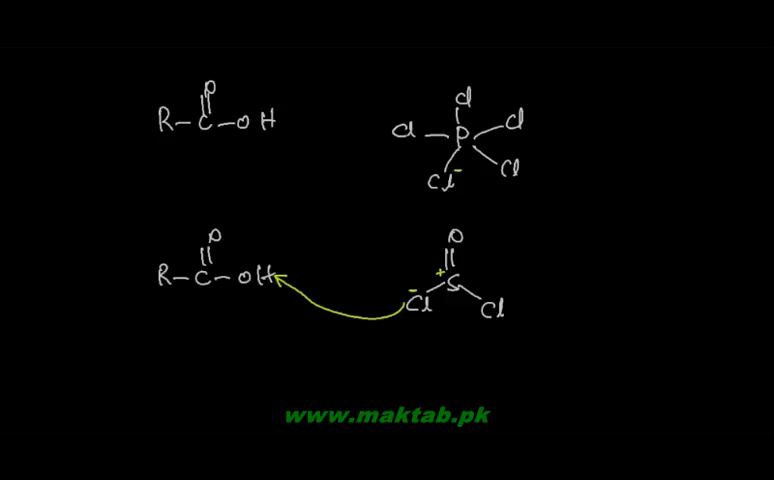 O Cl
R–C–OH Cl–P Cl
Cl⁻ Cl
O O
R–C–OH + S
⁻Cl Cl
www.maktab.pk